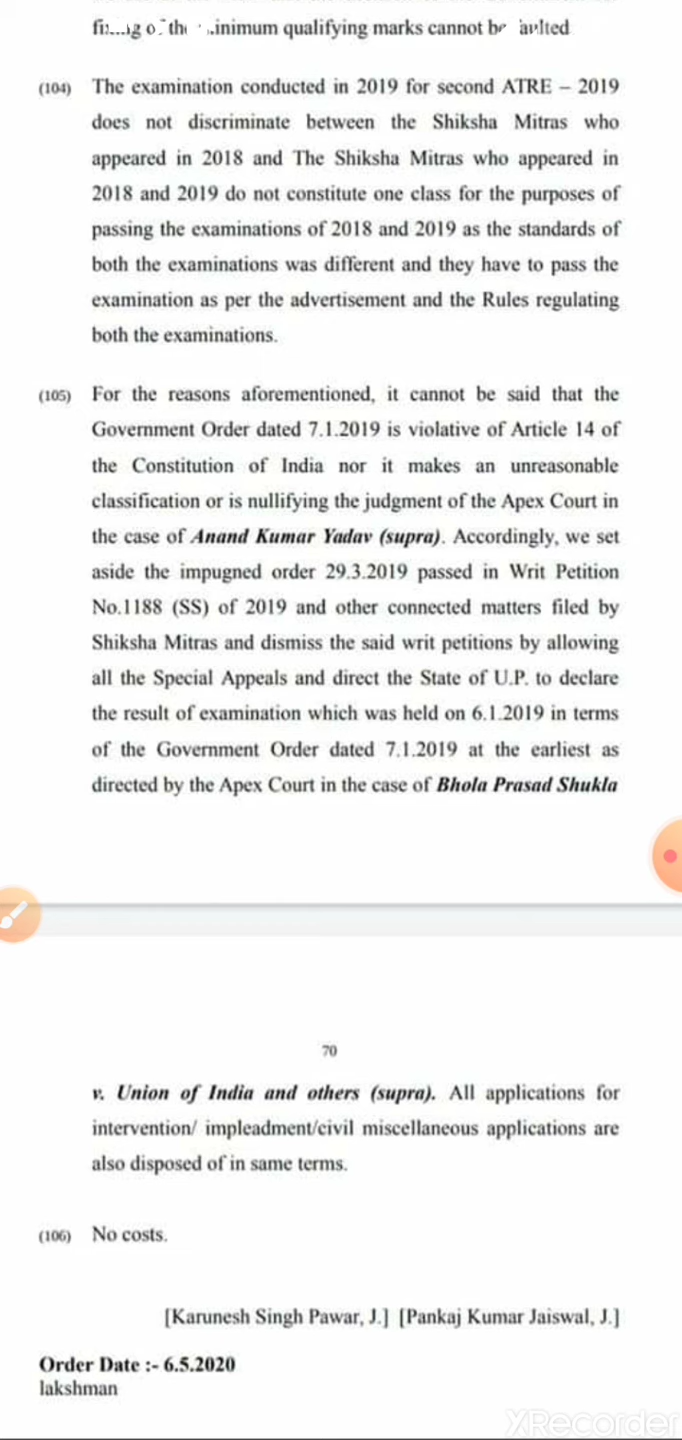 of the minimum qualifying marks cannot be
(104) The examination conducted in 2019 for second ATRE – 2019
does not discriminate between the Shiksha Mitras who
appeared in 2018 and The Shiksha Mitras who appeared in
2018 and 2019 do not constitute one class for the purposes of
passing the examinations of 2018 and 2019 as the standards of
both the examinations was different and they have to pass the
examination as per the advertisement and the Rules regulating
both the examinations.
(105) For the reasons aforementioned, it cannot be said that the
Government Order dated 7.1.2019 is violative of Article 14 of
the Constitution of India nor it makes an unreasonable
classification or is nullifying the judgment of the Apex Court in
the case of Anand Kumar Yadav (supra). Accordingly, we set
aside the impugned order 29.3.2019 passed in Writ Petition
No.1188 (SS) of 2019 and other connected matters filed by
Shiksha Mitras and dismiss the said writ petitions by allowing
all the Special Appeals and direct the State of U.P. to declare
the result of examination which was held on 6.1.2019 in terms
of the Government Order dated 7.1.2019 at the earliest as
directed by the Apex Court in the case of Bhola Prasad Shukla
70
v. Union of India and others (supra). All applications for
intervention/ impleadment/civil miscellaneous applications are
also disposed of in same terms.
(106) No costs.
[Karunesh Singh Pawar, J.] [Pankaj Kumar Jaiswal, J.]
Order Date :- 6.5.2020
lakshman
XRecorder